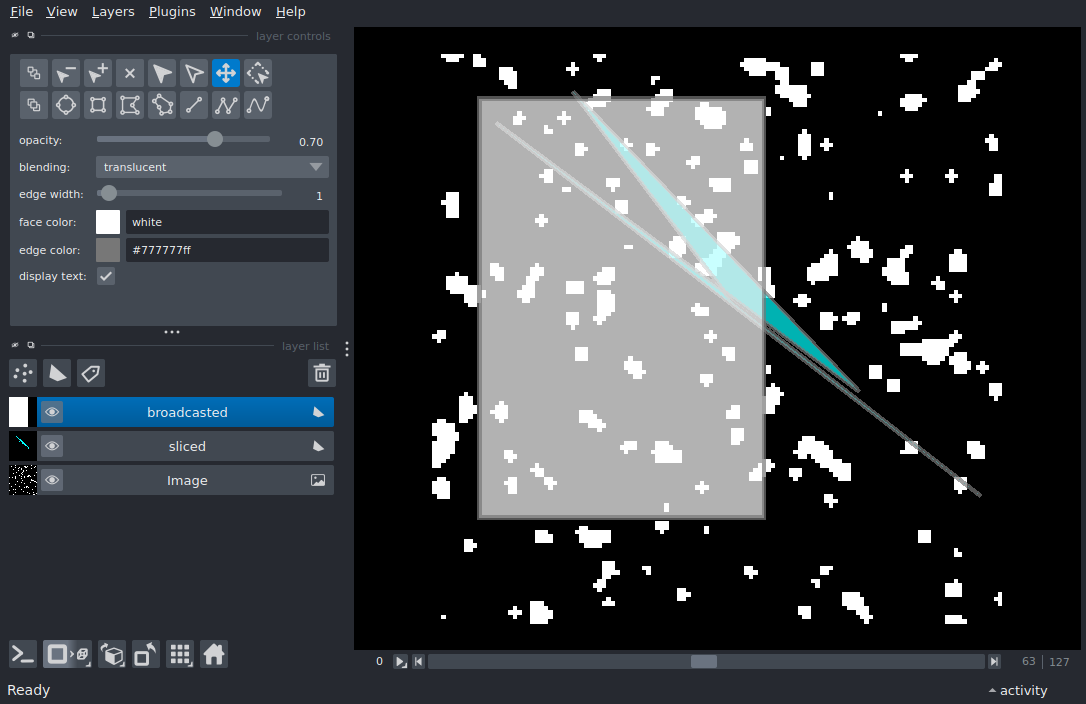 File View Layers Plugins Window Help
layer controls
opacity: 0.70
blending: translucent
edge width: 1
face color: white
edge color: #777777ff
display text:
layer list
broadcasted
sliced
Image
0 63 127
Ready activity